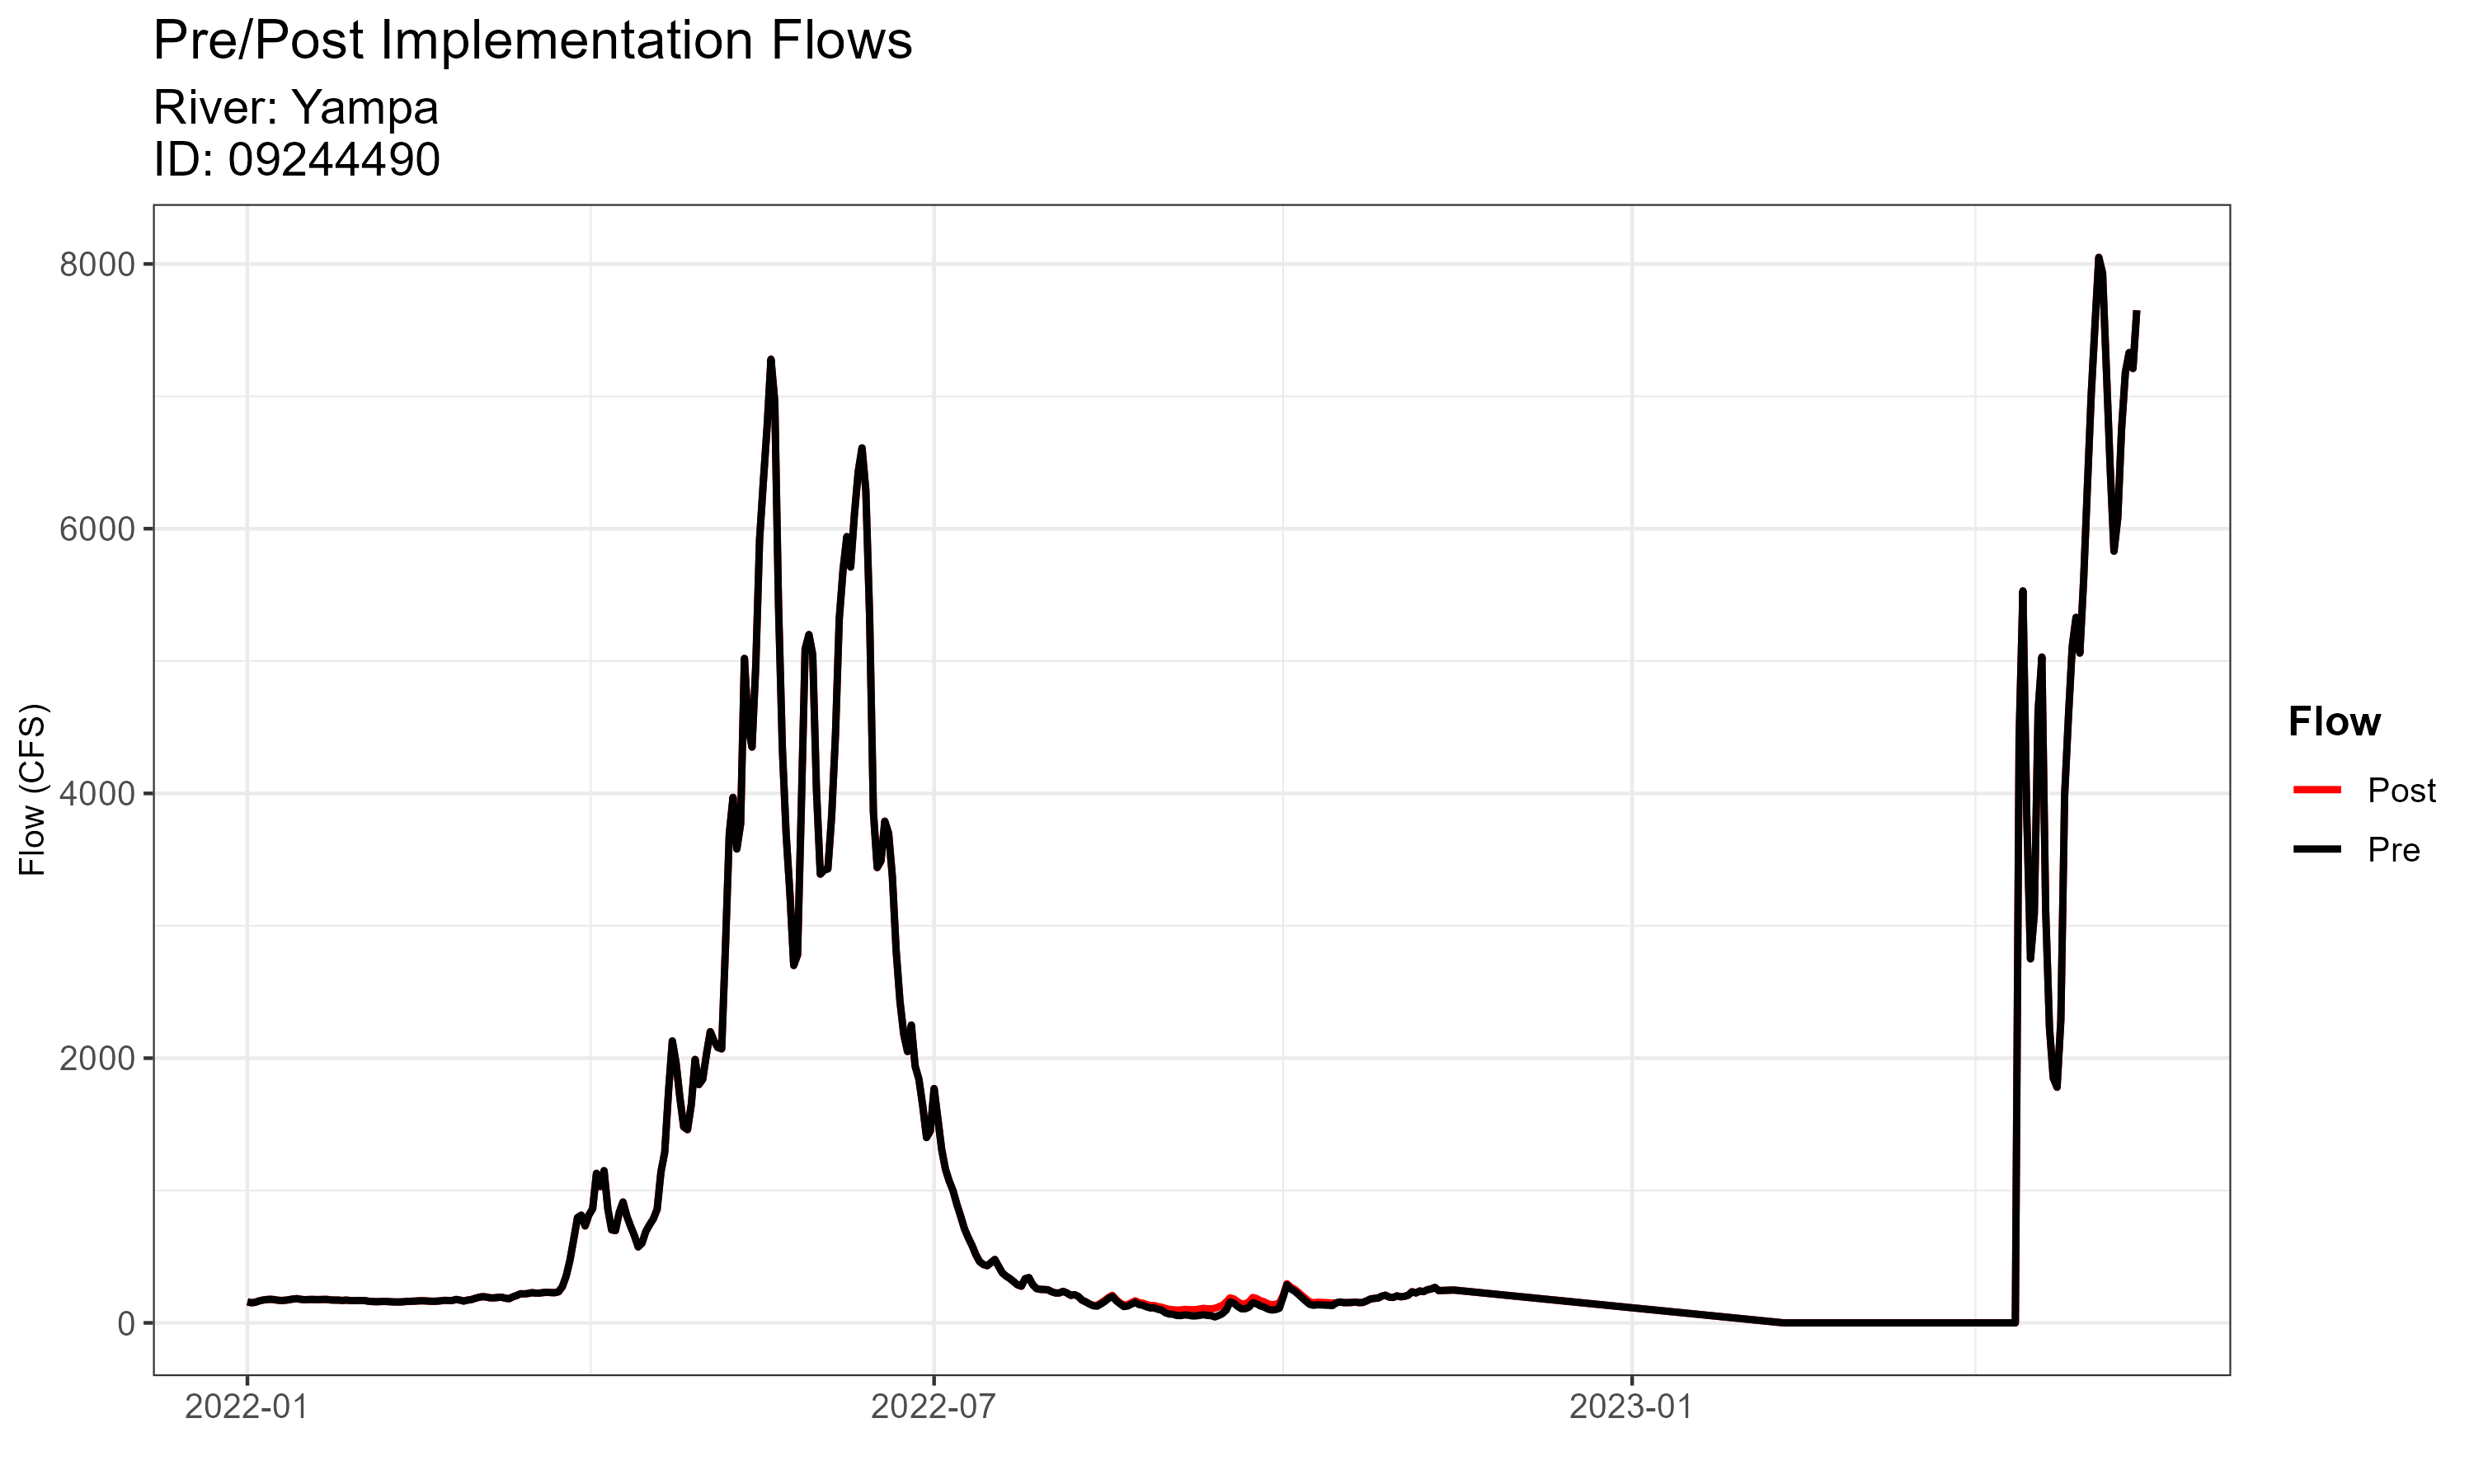 Pre/Post Implementation Flows
River: Yampa
ID: 09244490
8000
6000
4000
2000
0
Flow (CFS)
2022-01
2022-07
2023-01
Flow
Post
Pre